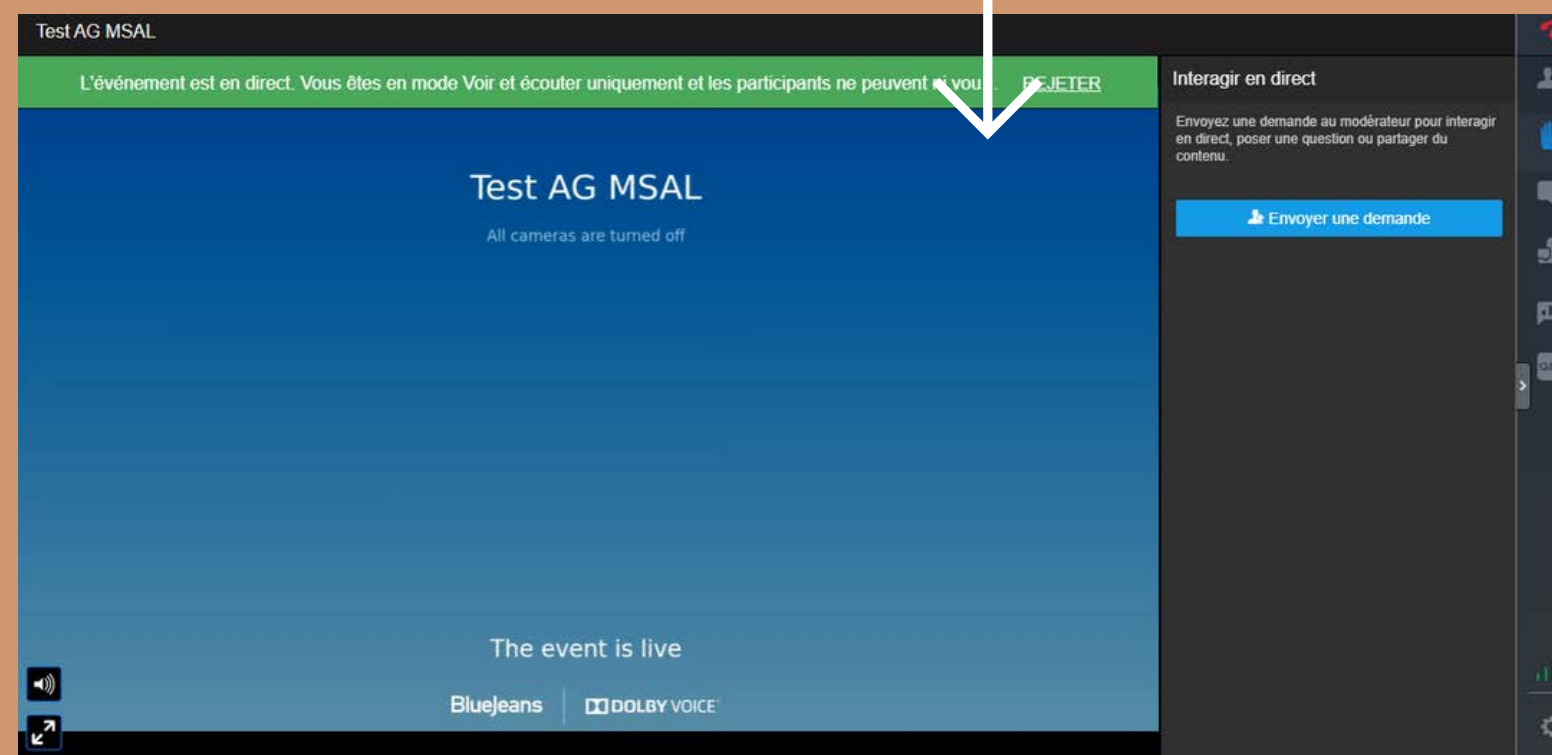 Test AG MSAL
L'événement est en direct. Vous êtes en mode Voir et écouter uniquement et les participants ne peuvent ni vou... REJETER
Test AG MSAL
All cameras are turned off
The event is live
BlueJeans DOLBY VOICE
Interagir en direct
Envoyez une demande au modérateur pour interagir
en direct, poser une question ou partager du
contenu.
Envoyer une demande